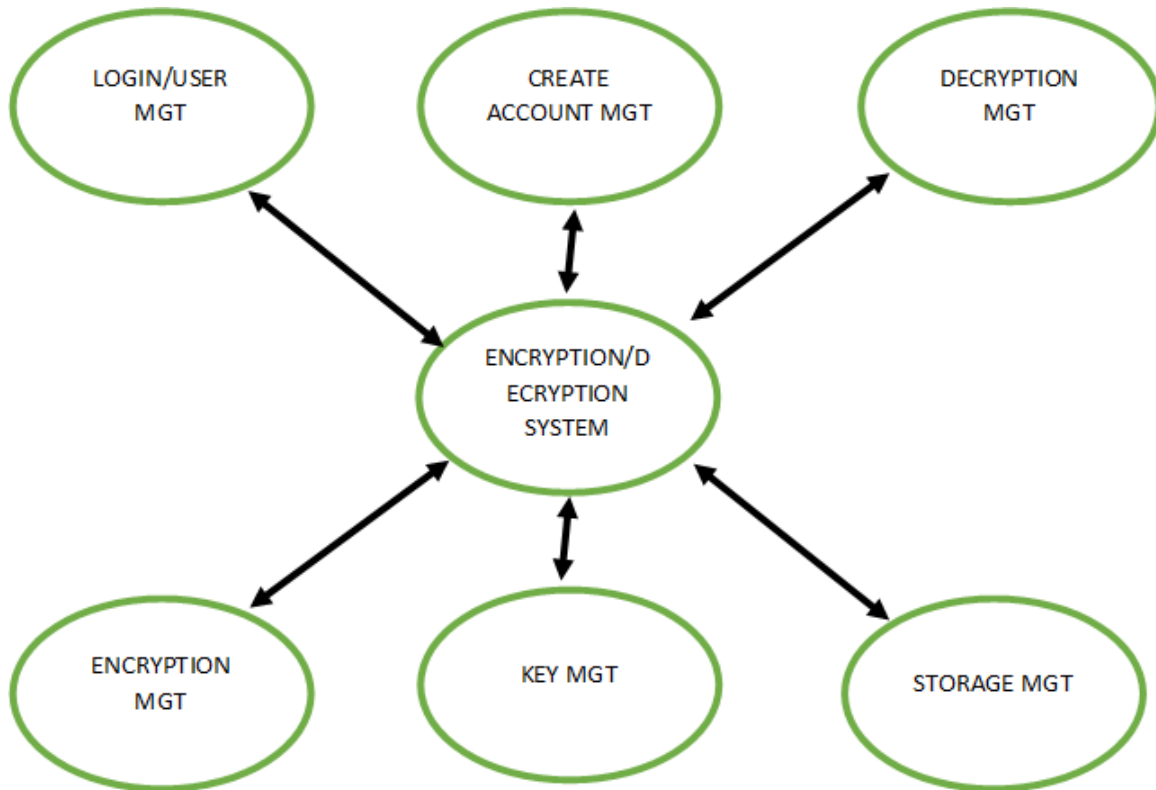 LOGIN/USER
MGT
CREATE
ACCOUNT MGT
DECRYPTION
MGT
ENCRYPTION/D
ECRYPTION
SYSTEM
ENCRYPTION
MGT
KEY MGT
STORAGE MGT